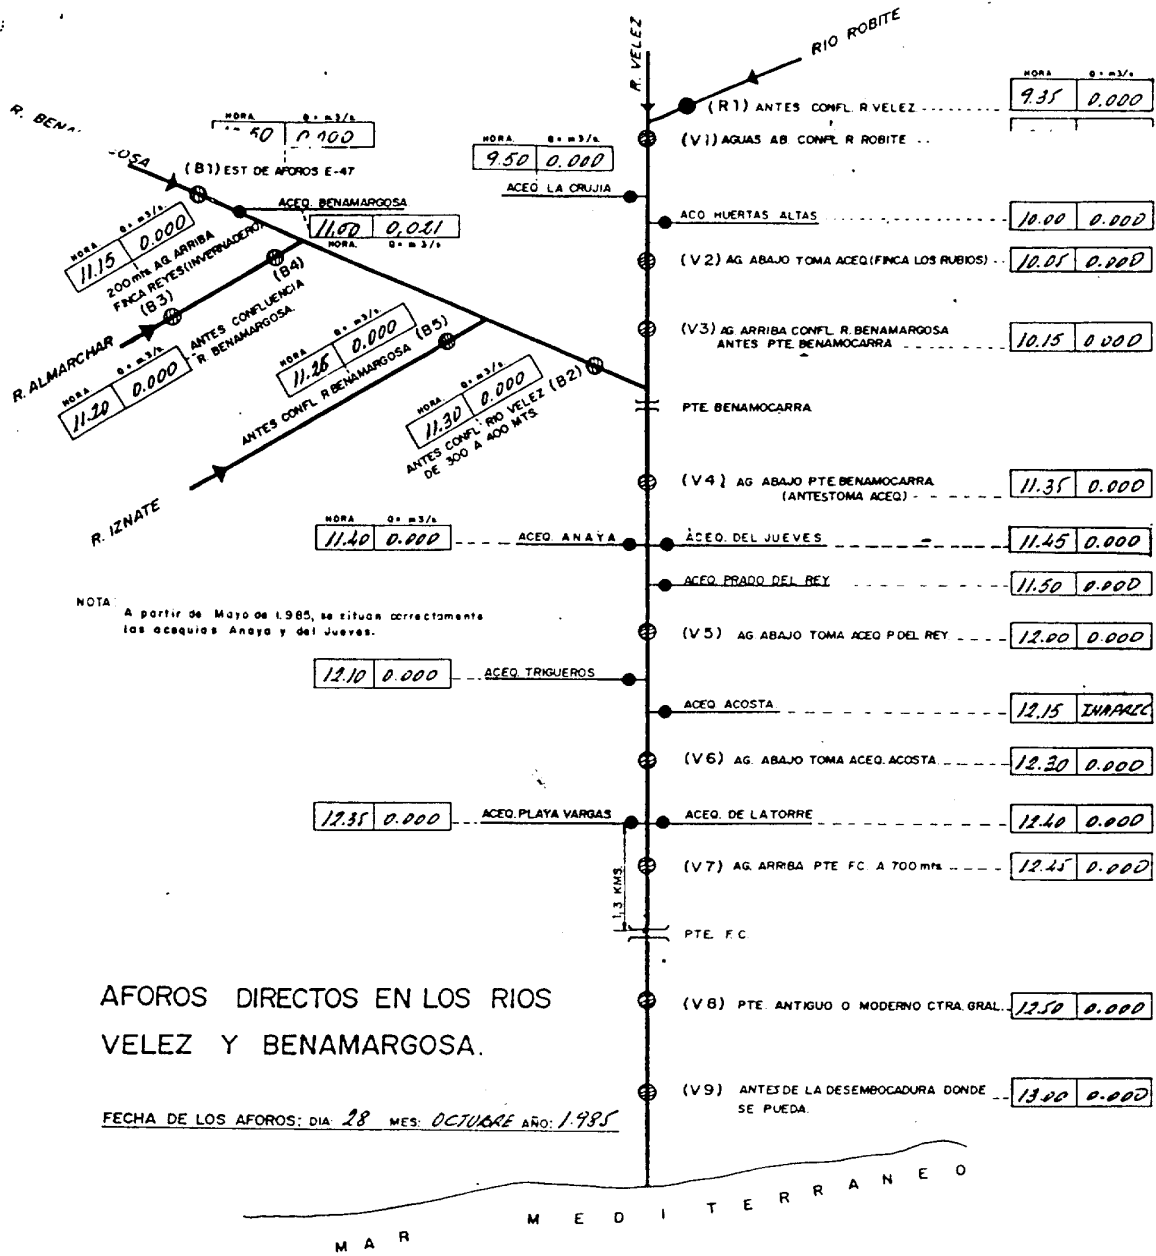 R. VELEZ
RIO ROBITE
HORA Q = m3/s
9.35 0.000
(R1) ANTES CONFL. R.VELEZ
(V1) AGUAS AB. CONFL. R ROBITE
R. BENA
GOSA
HORA Q = m3/s
50 0.100
(B1) EST DE AFOROS E-47
HORA Q = m3/s
9.50 0.000
ACEQ. LA CRUJIA
ACEQ. BENAMARGOSA
11.00 0.021
HORA. Q = m3/s
ACO HUERTAS ALTAS
10.00 0.000
HORA Q = m3/s.
11.15 0.000
200 mts AG. ARRIBA
FINCA REYES (INVERNADERO)
(B3)
(B4)
(V2) AG. ABAJO TOMA ACEQ (FINCA LOS RUBIOS)
10.05 0.000
R. ALMARCHAR
HORA Q = m3/s
11.20 0.000
ANTES CONFLUENCIA
R. BENAMARGOSA.
(V3) AG. ARRIBA CONFL. R. BENAMARGOSA
ANTES PTE. BENAMOCARRA
10.15 0.000
HORA Q = m3/s
11.25 0.000
ANTES CONFL. R BENAMARGOSA (B5)
HORA. Q = m3/s
11.30 0.000
ANTES CONFL. RIO VELEZ (B2)
DE 300 A 400 MTS.
PTE. BENAMOCARRA
R. IZNATE
(V4) AG ABAJO PTE BENAMOCARRA
(ANTES TOMA ACEQ)
11.35 0.000
HORA Q = m3/s
11.40 0.000
ACEQ. ANAYA
ACEQ. DEL JUEVES
11.45 0.000
ACEQ. PRADO DEL REY
11.50 0.000
NOTA:
A partir de Mayo de 1.985, se situan correctamente
las acequias Anaya y del Jueves.
(V5) AG ABAJO TOMA ACEQ P DEL REY
12.00 0.000
12.10 0.000
ACEQ. TRIGUEROS
ACEQ. ACOSTA
12.15 INAPREC
(V6) AG. ABAJO TOMA ACEQ. ACOSTA
12.30 0.000
12.35 0.000
ACEQ. PLAYA VARGAS
ACEQ. DE LA TORRE
12.40 0.000
(V7) AG. ARRIBA PTE FC. A 700 mts
12.45 0.000
1,3 KMS.
PTE. F.C.
AFOROS DIRECTOS EN LOS RIOS
VELEZ Y BENAMARGOSA.
(V8) PTE. ANTIGUO O MODERNO CTRA. GRAL.
12.50 0.000
(V9) ANTES DE LA DESEMBOCADURA DONDE
SE PUEDA.
13.00 0.000
FECHA DE LOS AFOROS: DIA: 28 MES: OCTUBRE AÑO: 1.985
MAR MEDITERRANEO